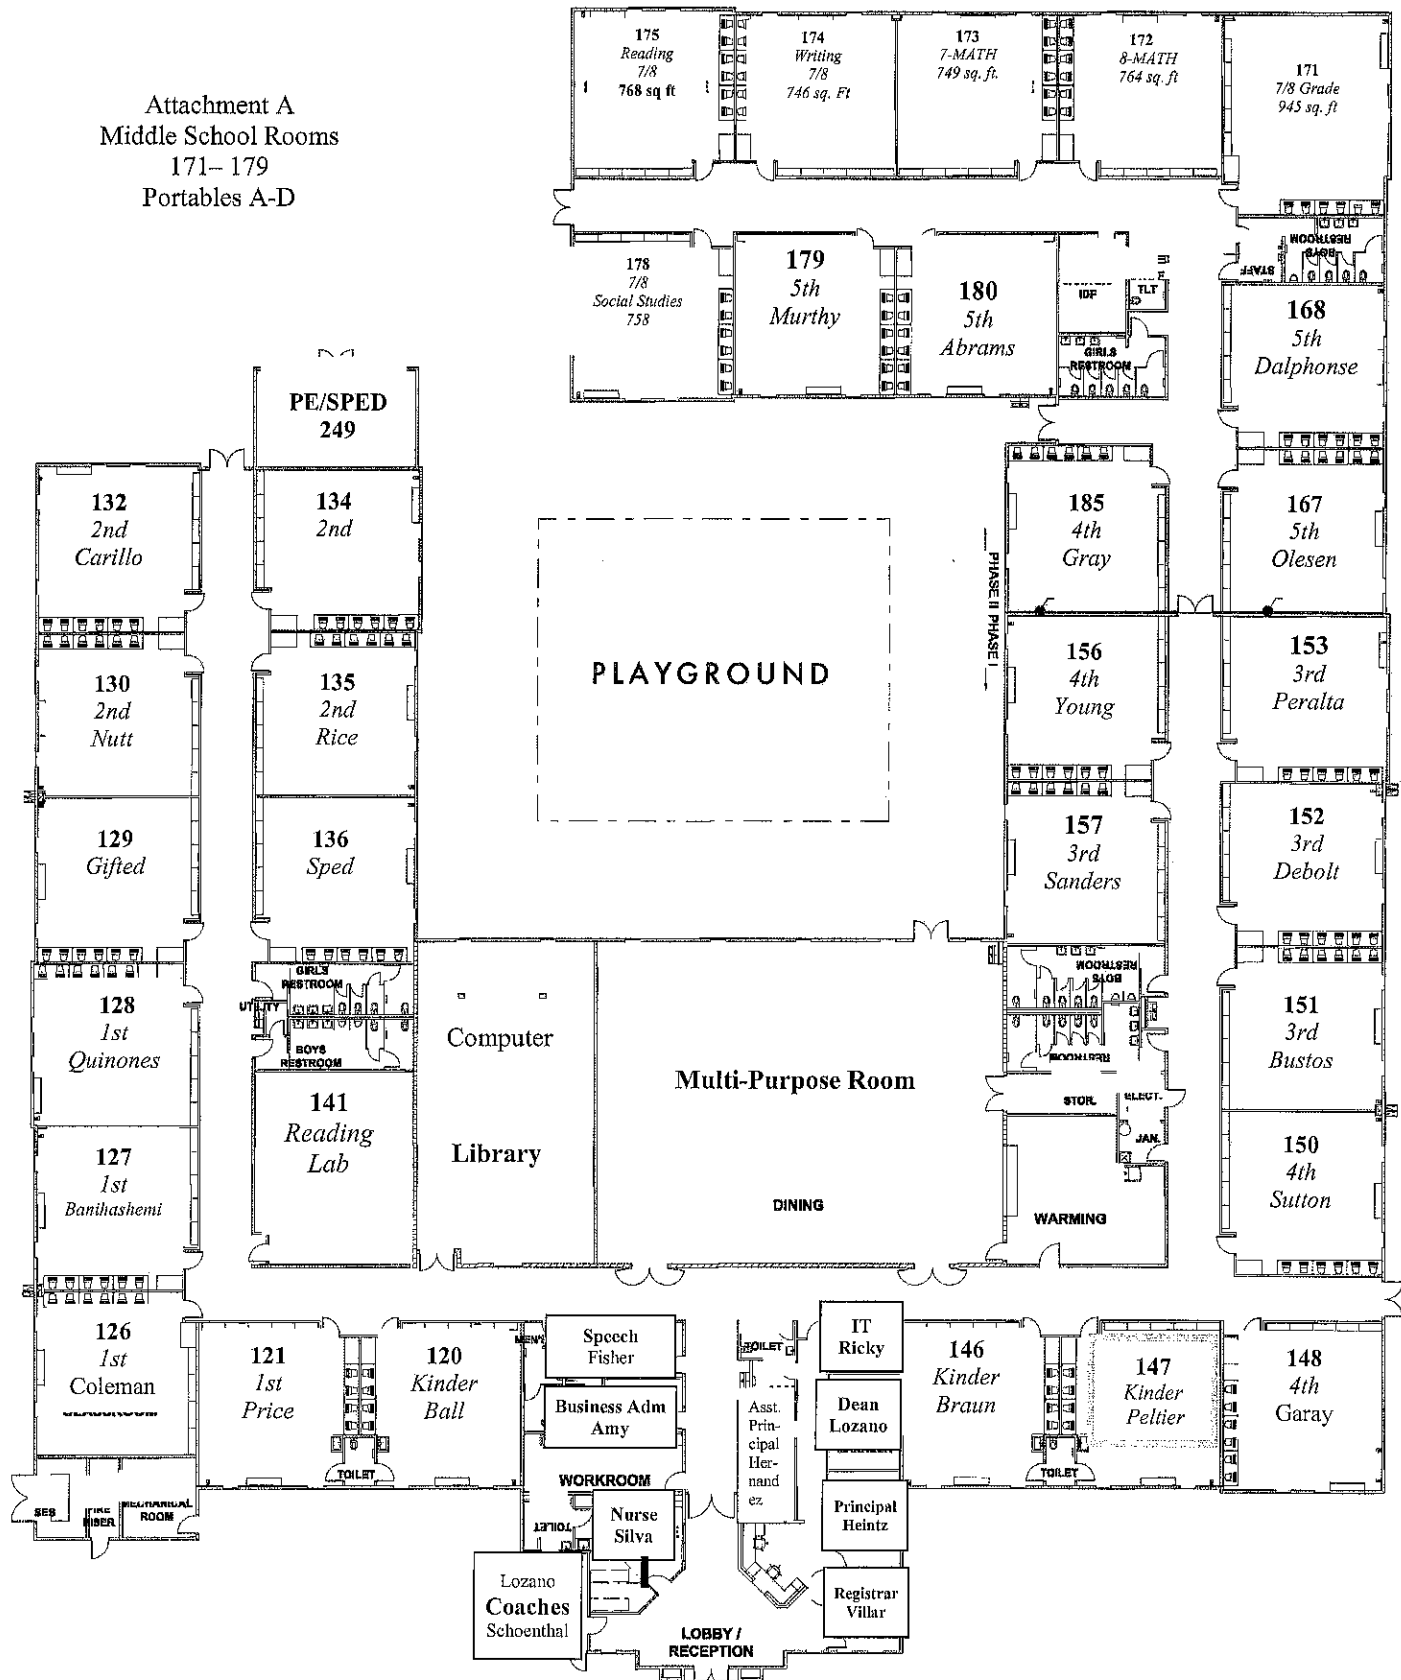 Attachment A
Middle School Rooms
171– 179
Portables A-D
175
Reading
7/8
768 sq ft
174
Writing
7/8
746 sq. Ft
173
7-MATH
749 sq. ft.
172
8-MATH
764 sq. ft
171
7/8 Grade
945 sq. ft
BOYS
RESTROOM
STAFF
178
7/8
Social Studies
758
179
5th
Murthy
180
5th
Abrams
IDF
TLT
GIRLS
RESTROOM
168
5th
Dalphonse
PE/SPED
249
132
2nd
Carillo
134
2nd
185
4th
Gray
167
5th
Olesen
PHASE II PHASE I
130
2nd
Nutt
135
2nd
Rice
PLAYGROUND
156
4th
Young
153
3rd
Peralta
129
Gifted
136
Sped
157
3rd
Sanders
152
3rd
Debolt
128
1st
Quinones
UTILITY
GIRLS
RESTROOM
BOYS
RESTROOM
Computer
Library
Multi-Purpose Room
DINING
BOYS
RESTROOM
RESTROOM
STOR.
ELECT.
JAN.
WARMING
151
3rd
Bustos
141
Reading
Lab
127
1st
Banihashemi
150
4th
Sutton
126
1st
Coleman
CLASSROOM
121
1st
Price
120
Kinder
Ball
TOILET
MEN'S
Speech
Fisher
Business Adm
Amy
WORKROOM
TOILET
Nurse
Silva
Lozano
Coaches
Schoenthal
TOILET
Asst.
Prin-
cipal
Her-
nand
ez
IT
Ricky
Dean
Lozano
Principal
Heintz
Registrar
Villar
LOBBY /
RECEPTION
146
Kinder
Braun
TOILET
147
Kinder
Peltier
148
4th
Garay
SES
FIRE
RISER
MECHANICAL
ROOM